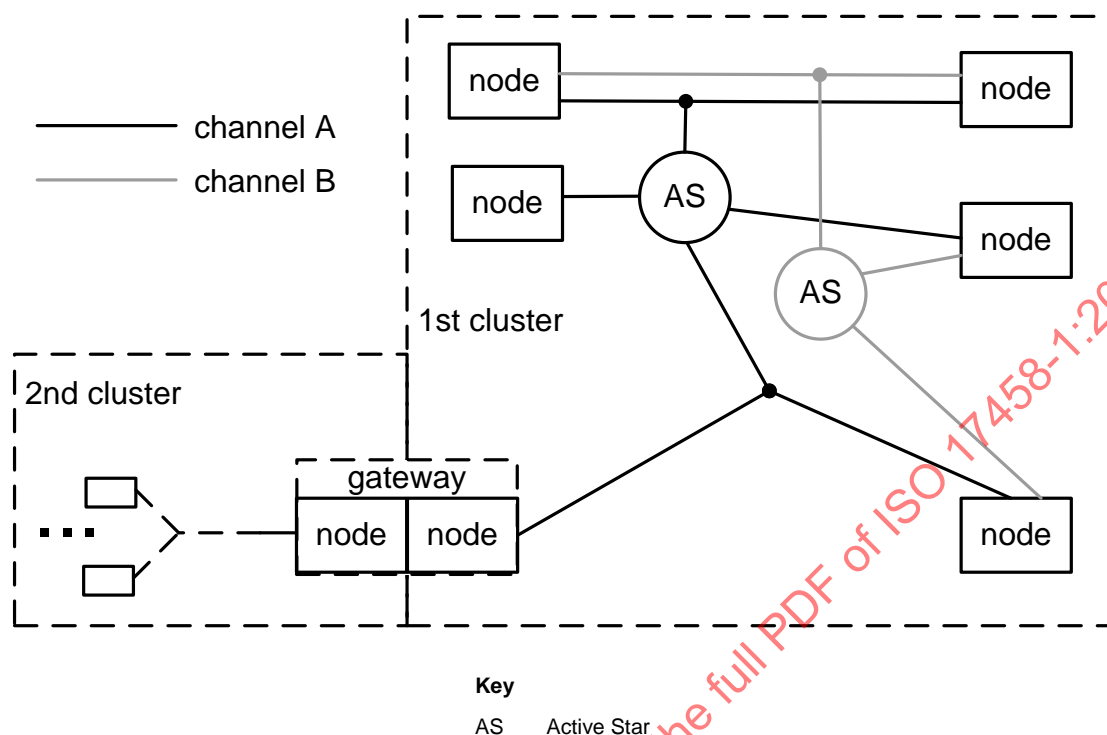 node
node
channel A
channel B
node
AS
node
AS
1st cluster
2nd cluster
gateway
node
node
node
he full PDF of ISO 17458-1:20
Key
AS Active Star